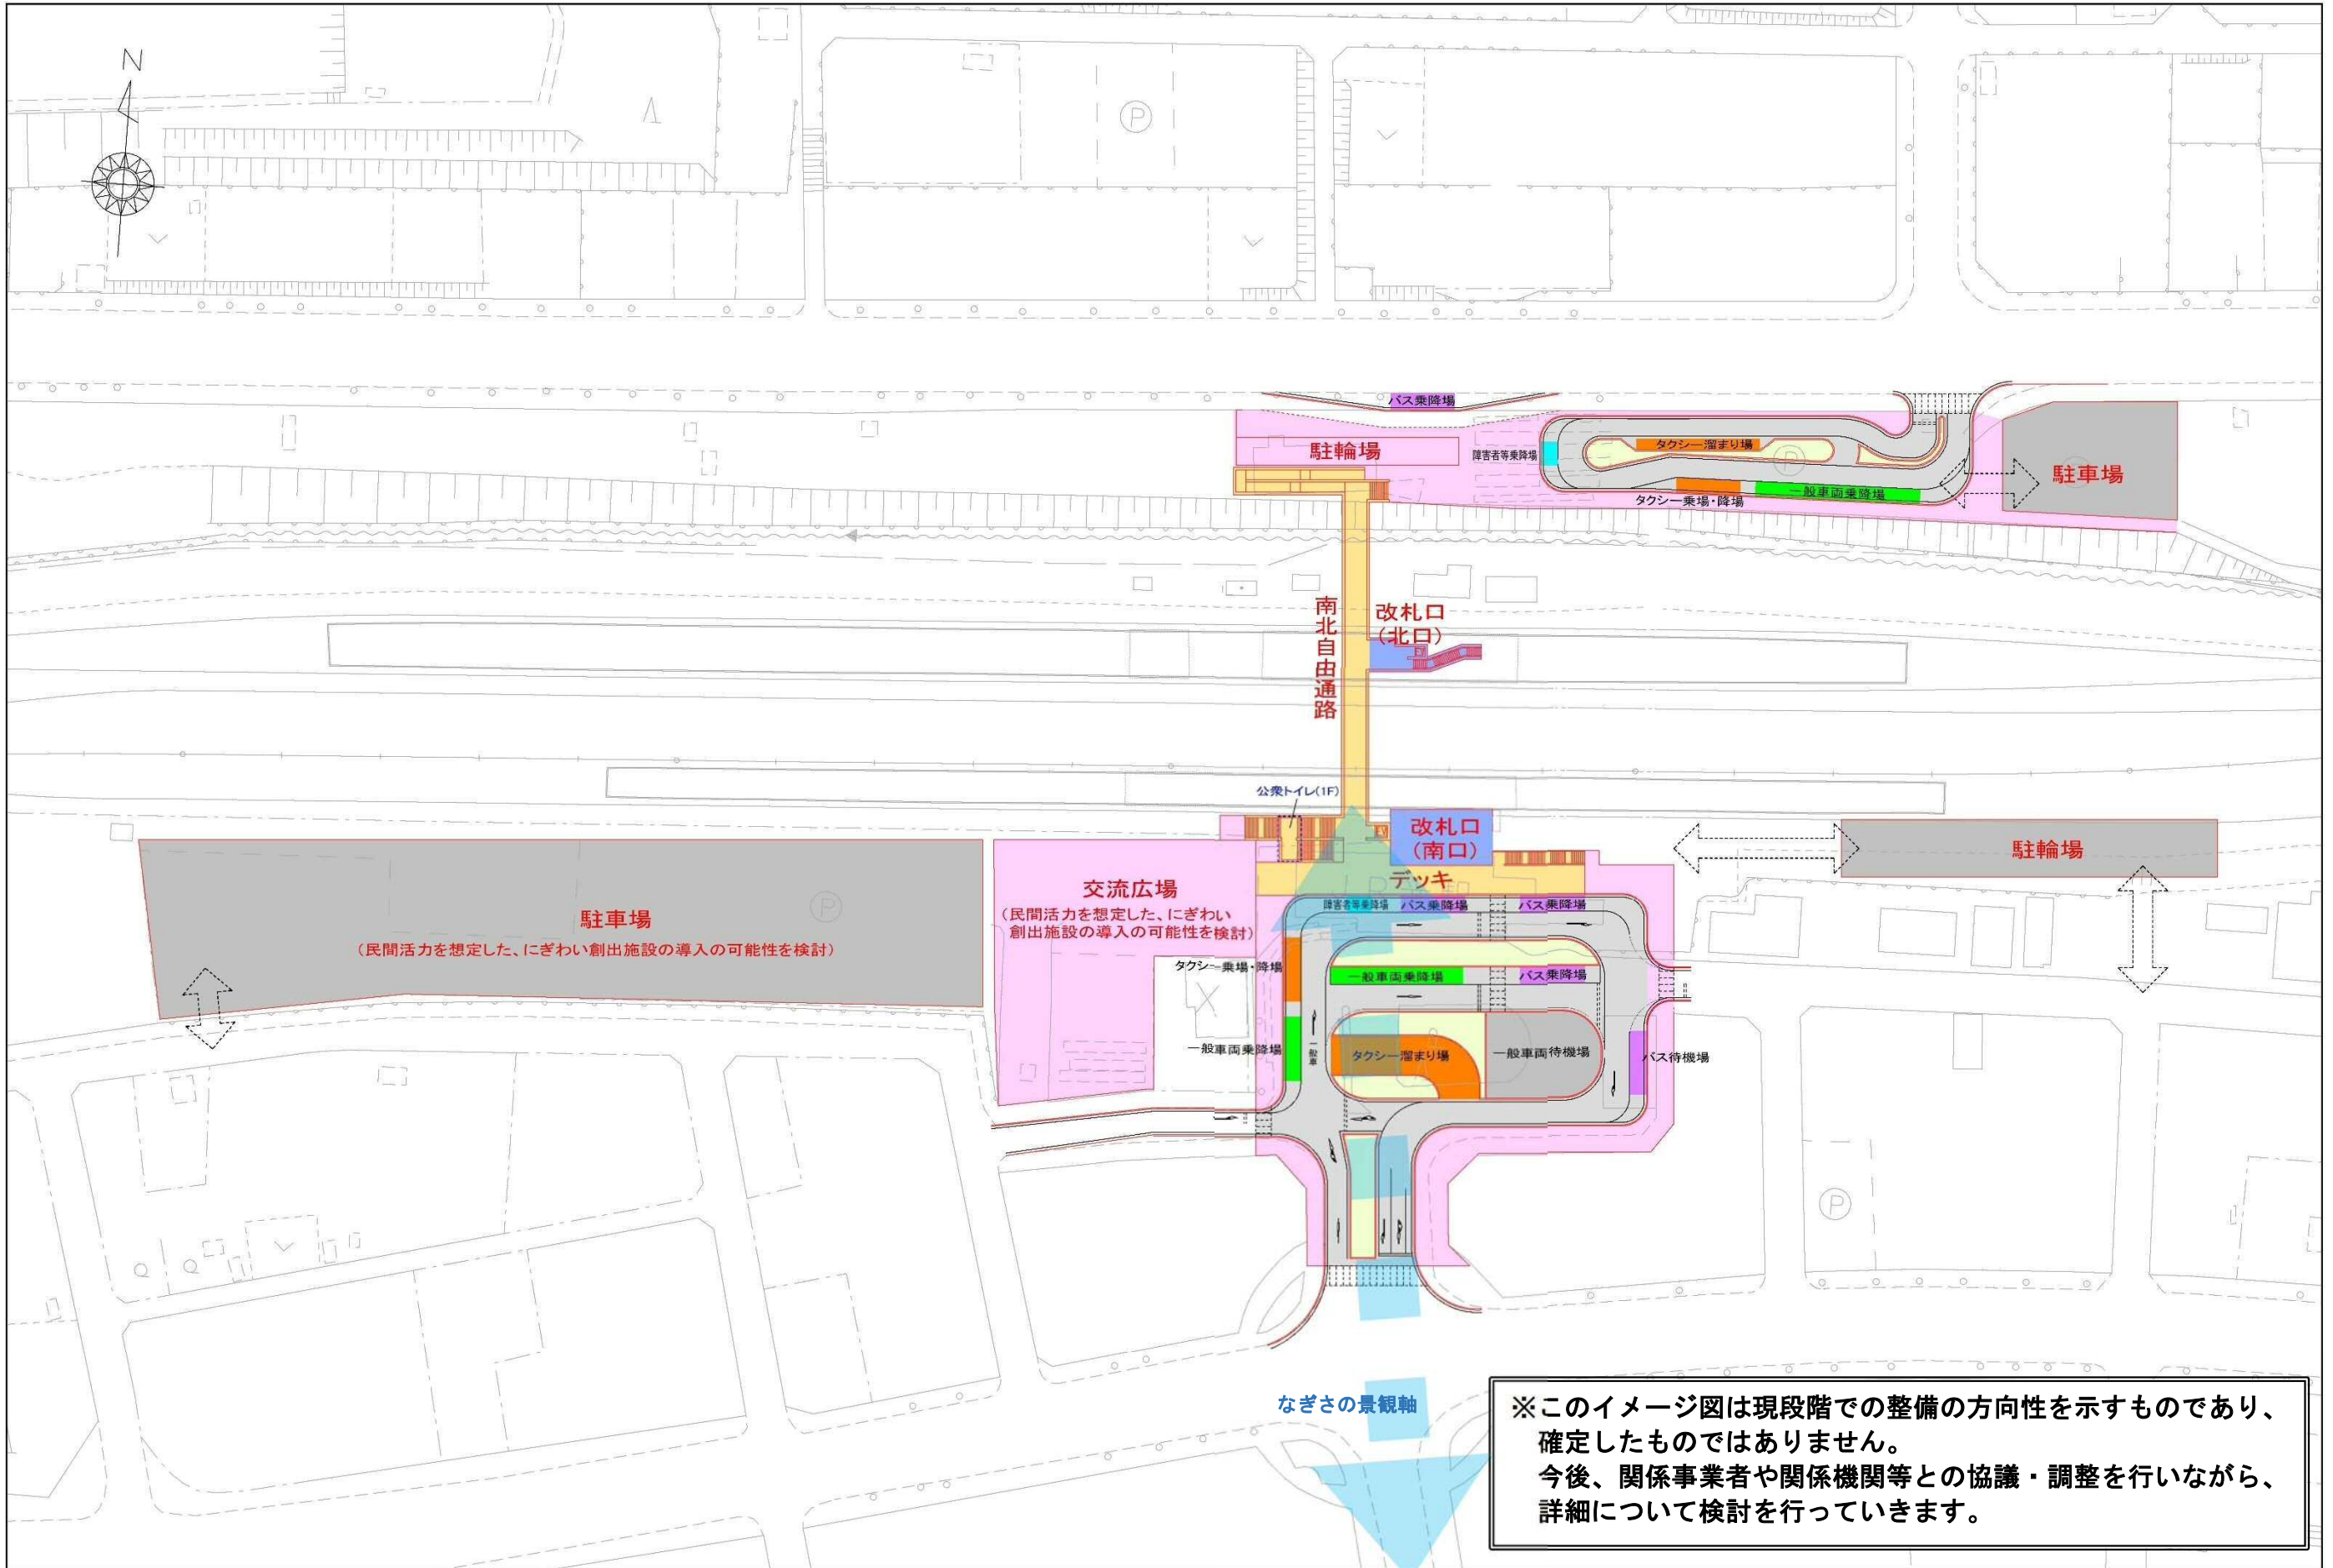 N
P
バス乗降場
駐輪場
障害者等乗降場
タクシー溜まり場
P
駐車場
一般車両乗降場
タクシー乗場・降場
南北自由通路
改札口
(北口)
公衆トイレ(1F)
改札口
(南口)
EV
デッキ
駐輪場
駐車場
(民間活力を想定した、にぎわい創出施設の導入の可能性を検討)
P
交流広場
(民間活力を想定した、にぎわい
創出施設の導入の可能性を検討)
障害者等乗降場
バス乗降場
バス乗降場
タクシー乗場・降場
一般車両乗降場
バス乗降場
一般車両乗降場
一般車
タクシー溜まり場
一般車両待機場
バス待機場
P
なぎさの景観軸
※このイメージ図は現段階での整備の方向性を示すものであり、
確定したものではありません。
今後、関係事業者や関係機関等との協議・調整を行いながら、
詳細について検討を行っていきます。